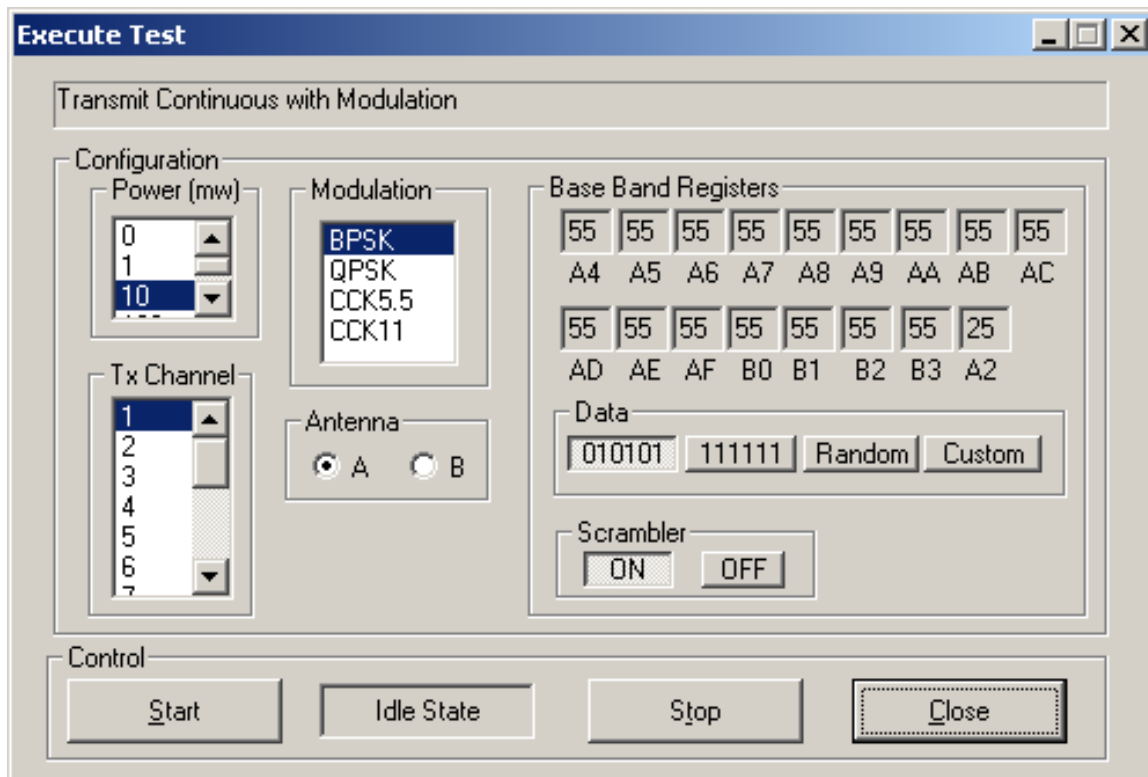 Execute Test
Transmit Continuous with Modulation
Configuration
Power (mw)
0
1
10
Modulation
BPSK
QPSK
CCK5.5
CCK11
Tx Channel
1
2
3
4
5
6
Antenna
A B
Base Band Registers
55 55 55 55 55 55 55 55 55
A4 A5 A6 A7 A8 A9 AA AB AC
55 55 55 55 55 55 55 25
AD AE AF B0 B1 B2 B3 A2
Data
010101 111111 Random Custom
Scrambler
ON OFF
Control
Start Idle State Stop Close